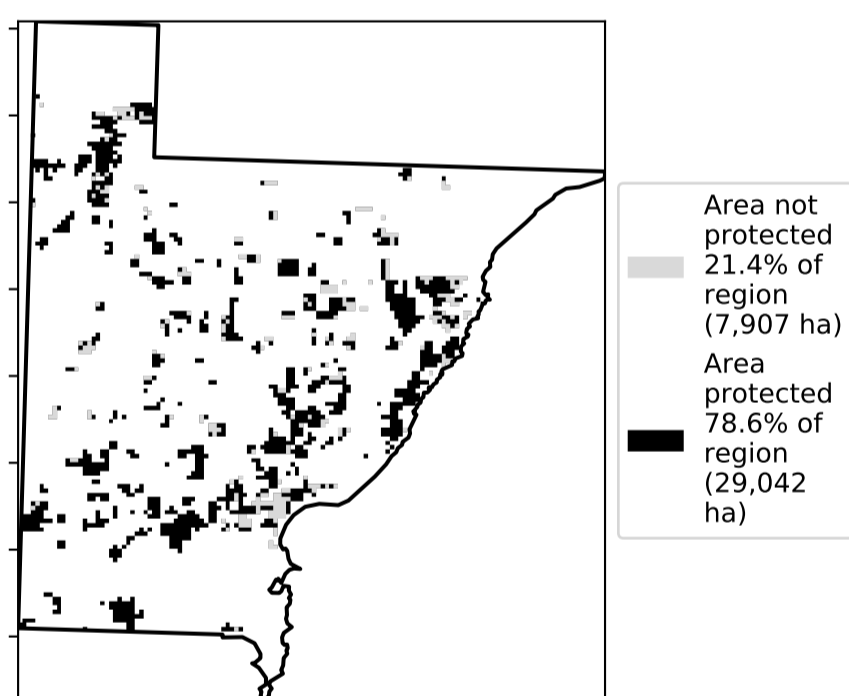 Area not
protected
21.4% of
region
(7,907 ha)
Area
protected
78.6% of
region
(29,042
ha)